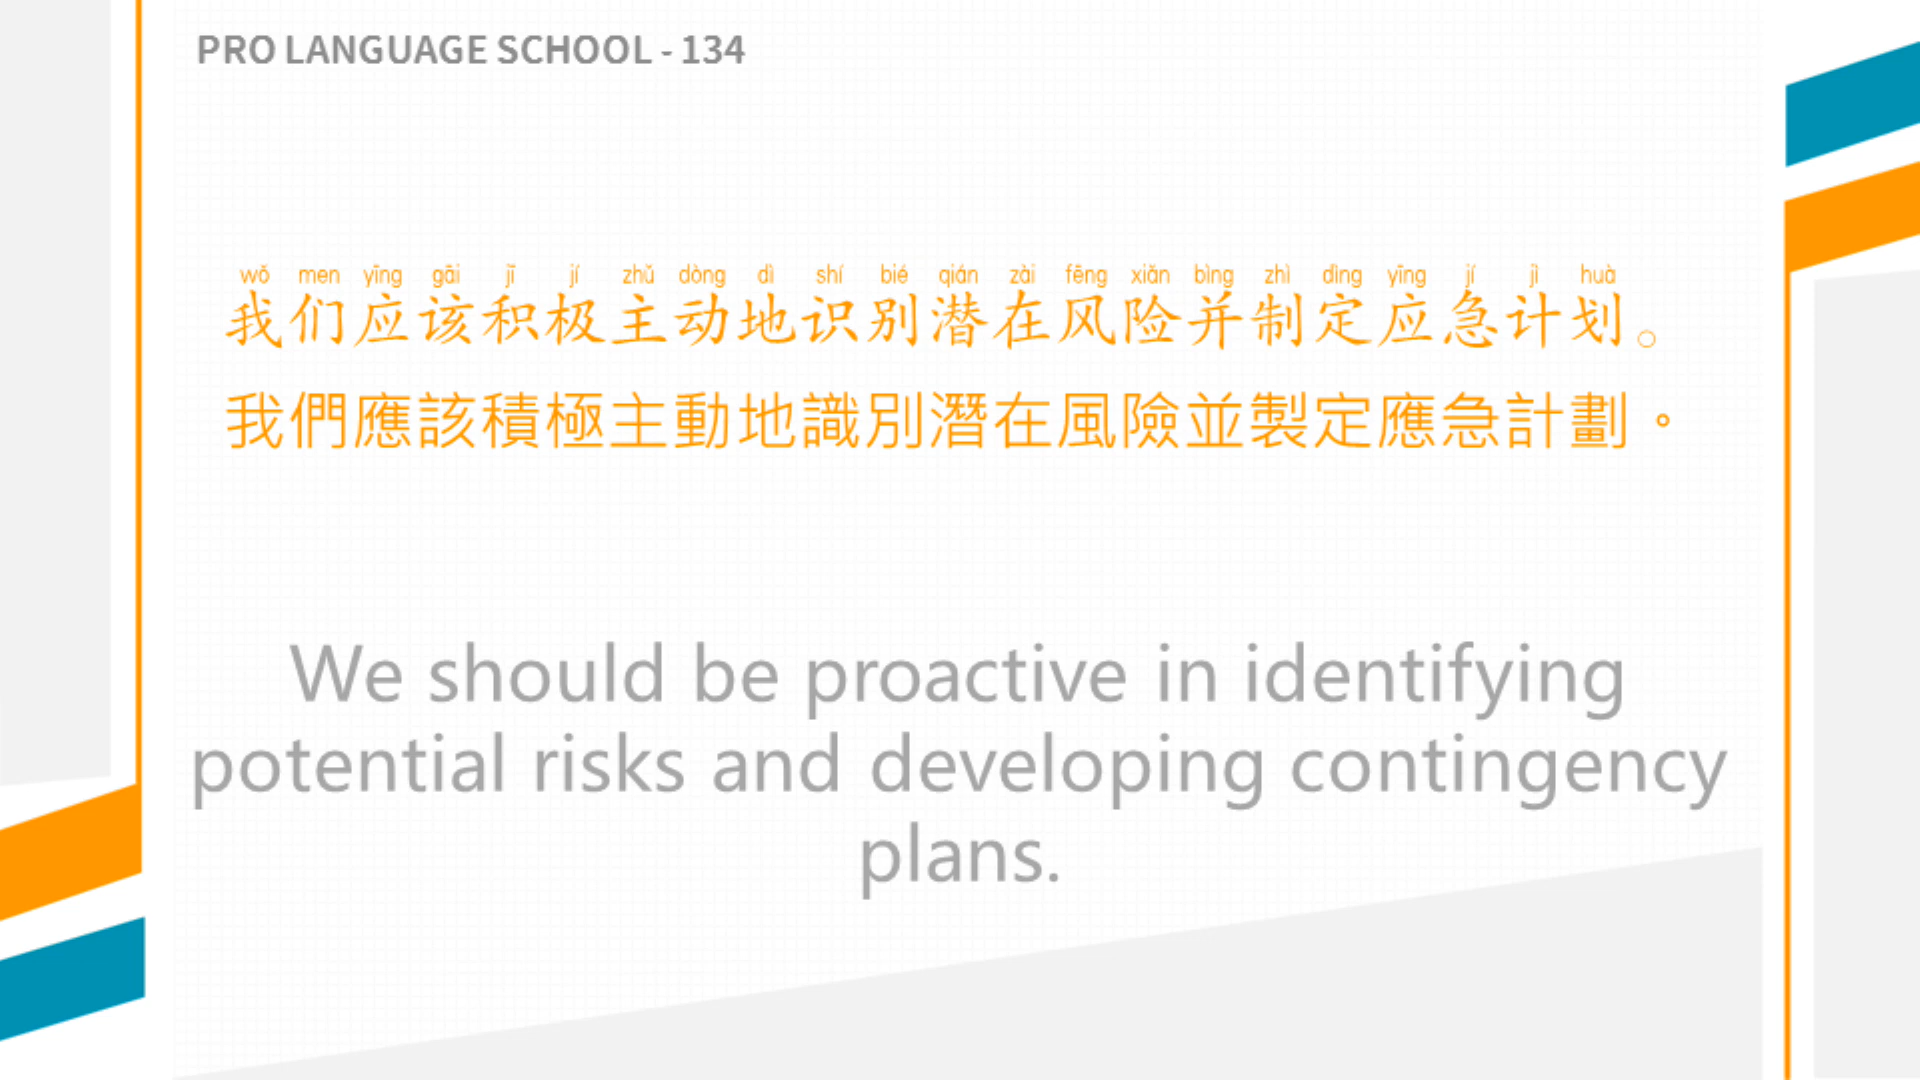 PRO LANGUAGE SCHOOL - 134
wǒ men yīng gāi jī jí zhǔ dòng dì shí bié qián zài fēng xiǎn bìng zhì dìng yīng jí jì huà
我们应该积极主动地识别潜在风险并制定应急计划。
我們應該積極主動地識別潛在風險並製定應急計劃。
We should be proactive in identifying
potential risks and developing contingency
plans.